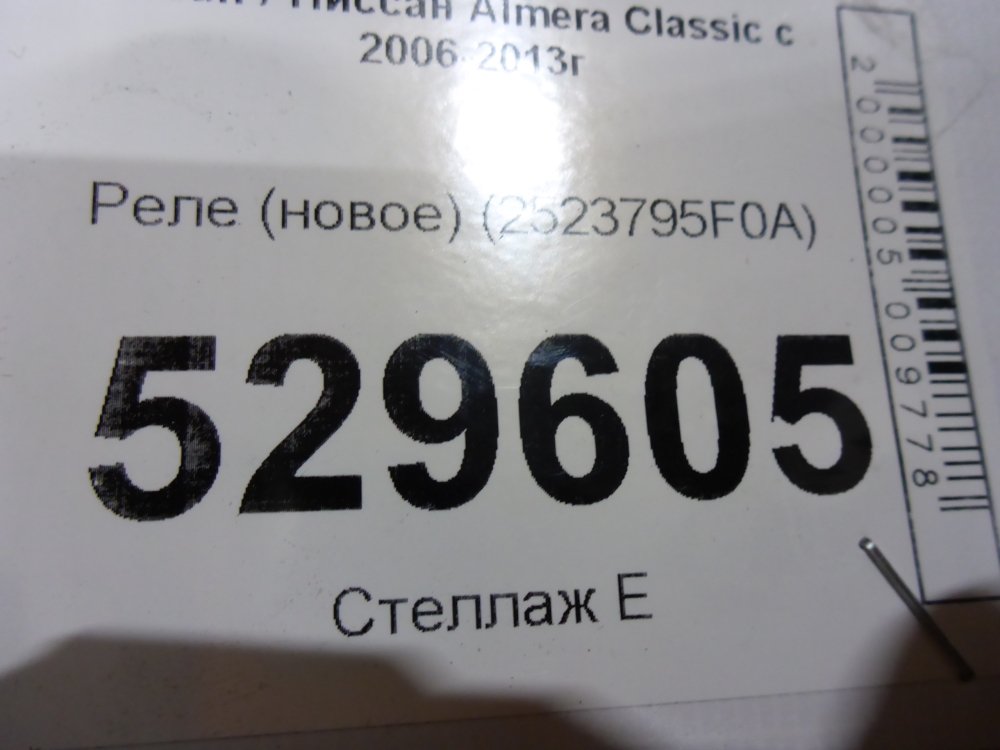 / Ниссан Almera Classic с
2006-2013г
Реле (новое) (2523795F0A)
529605
Стеллаж Е
2000005009778